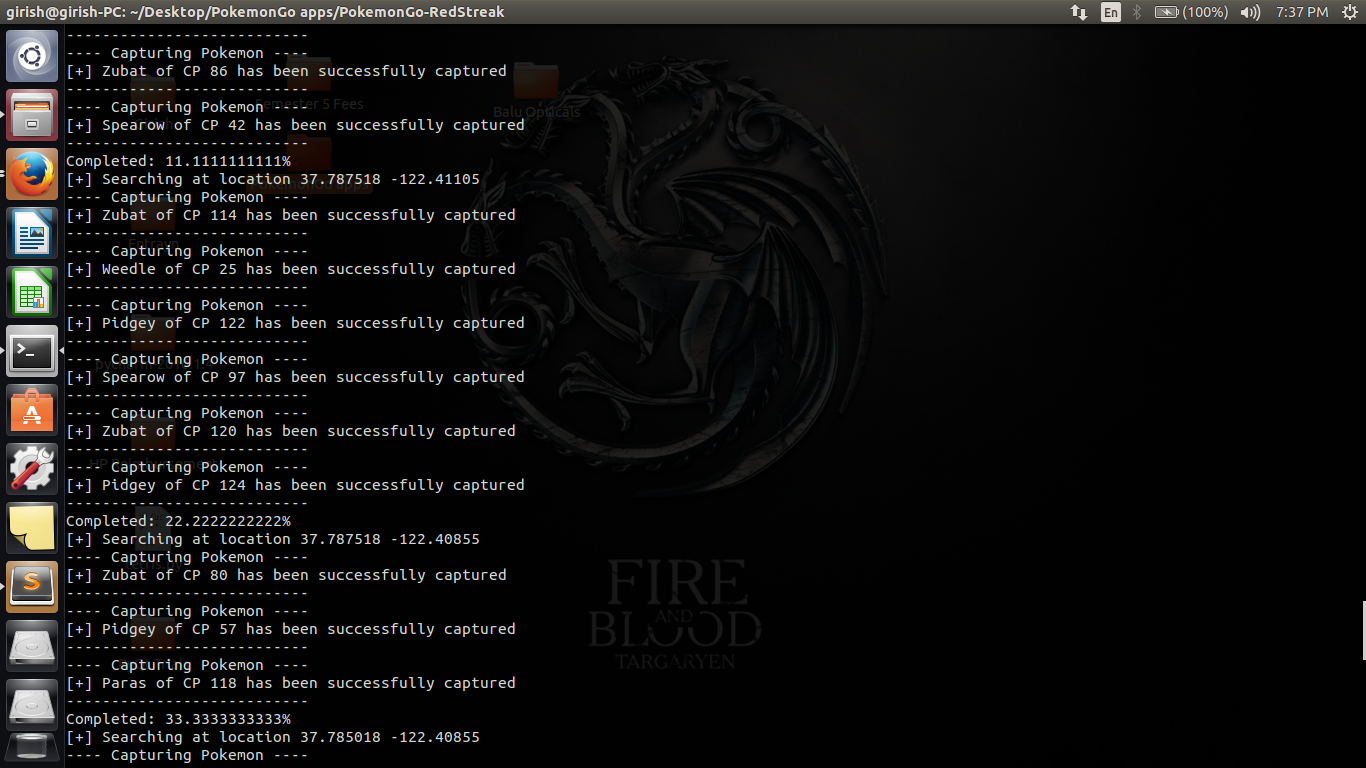 girish@girish-PC: ~/Desktop/PokemonGo apps/PokemonGo-RedStreak
En (100%) 7:37 PM
---------------------------
---- Capturing Pokemon ----
[+] Zubat of CP 86 has been successfully captured
---------------------------
---- Capturing Pokemon ----
[+] Spearow of CP 42 has been successfully captured
---------------------------
Completed: 11.1111111111%
[+] Searching at location 37.787518 -122.41105
---- Capturing Pokemon ----
[+] Zubat of CP 114 has been successfully captured
---------------------------
---- Capturing Pokemon ----
[+] Weedle of CP 25 has been successfully captured
---------------------------
---- Capturing Pokemon ----
[+] Pidgey of CP 122 has been successfully captured
---------------------------
---- Capturing Pokemon ----
[+] Spearow of CP 97 has been successfully captured
---------------------------
---- Capturing Pokemon ----
[+] Zubat of CP 120 has been successfully captured
---------------------------
---- Capturing Pokemon ----
[+] Pidgey of CP 124 has been successfully captured
---------------------------
Completed: 22.2222222222%
[+] Searching at location 37.787518 -122.40855
---- Capturing Pokemon ----
[+] Zubat of CP 80 has been successfully captured
---------------------------
---- Capturing Pokemon ----
[+] Pidgey of CP 57 has been successfully captured
---------------------------
---- Capturing Pokemon ----
[+] Paras of CP 118 has been successfully captured
---------------------------
Completed: 33.3333333333%
[+] Searching at location 37.785018 -122.40855
---- Capturing Pokemon ----
Semester 5 Fees
Balu Opticals
PokemonGo apps
FIRE
AND
BLOOD
TARGARYEN